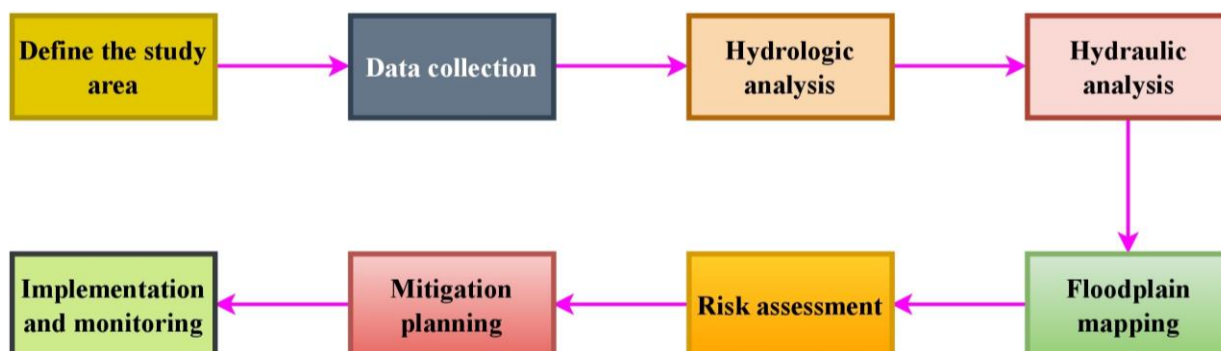 Define the study
area
Data collection
Hydrologic
analysis
Hydraulic
analysis
Floodplain
mapping
Risk assessment
Mitigation
planning
Implementation
and monitoring